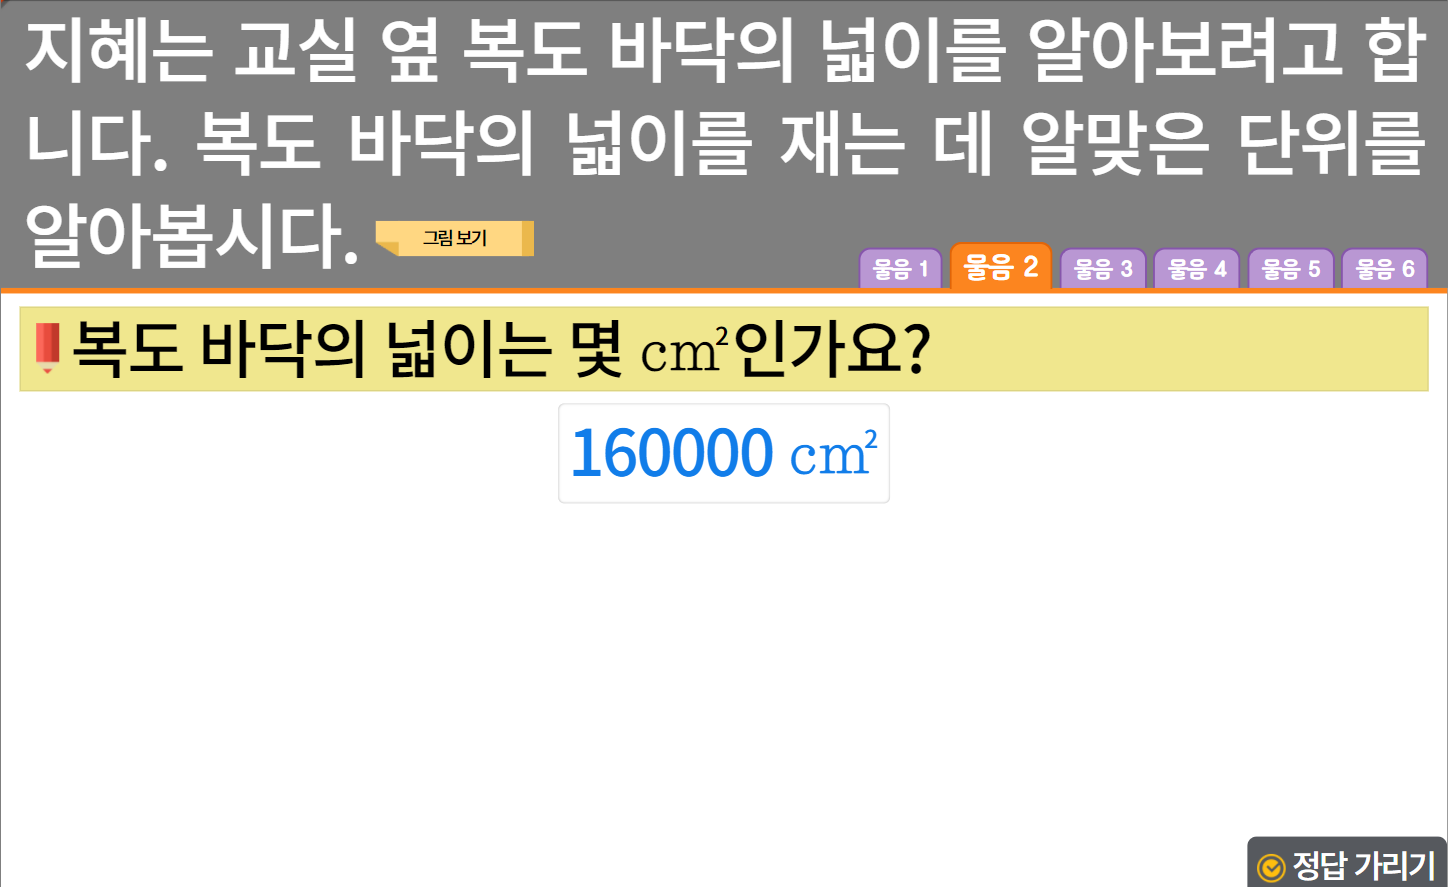 지혜는 교실 옆 복도 바닥의 넓이를 알아보려고 합
니다. 복도 바닥의 넓이를 재는 데 알맞은 단위를
알아봅시다. 그림 보기
물음 1 물음 2 물음 3 물음 4 물음 5 물음 6
복도 바닥의 넓이는 몇 cm²인가요?
160000 cm²
정답 가리기